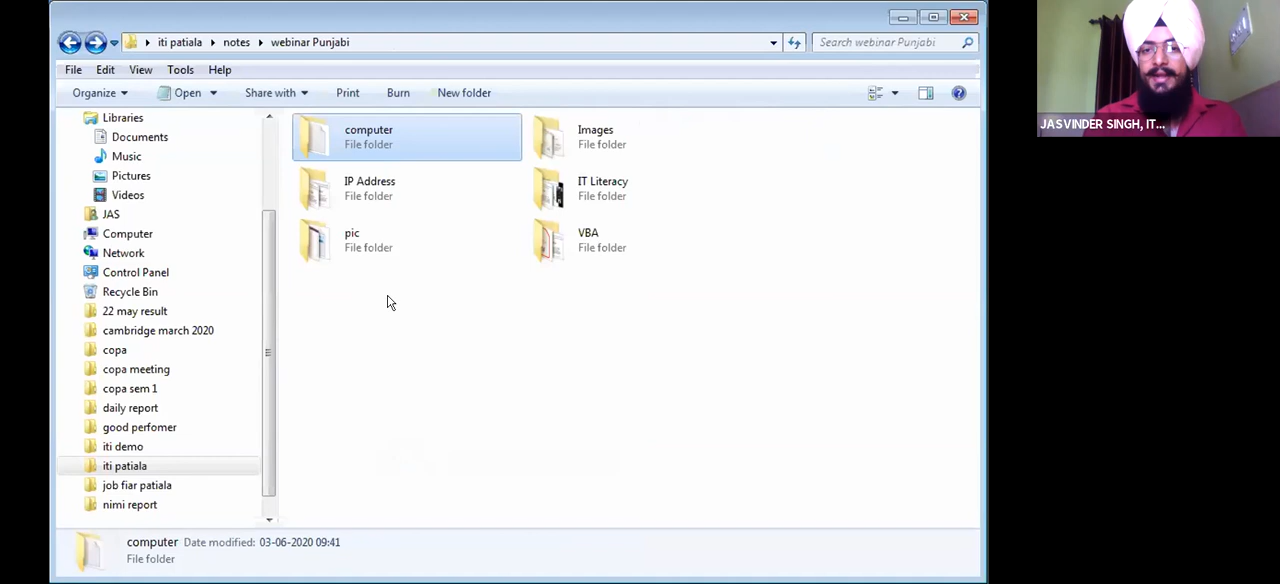 iti patiala notes webinar Punjabi
Search webinar Punjabi
File Edit View Tools Help
Organize Open Share with Print Burn New folder
Libraries
Documents
Music
Pictures
Videos
JAS
Computer
Network
Control Panel
Recycle Bin
22 may result
cambridge march 2020
copa
copa meeting
copa sem 1
daily report
good perfomer
iti demo
iti patiala
job fiar patiala
nimi report
computer
File folder
Images
File folder
IP Address
File folder
IT Literacy
File folder
pic
File folder
VBA
File folder
computer Date modified: 03-06-2020 09:41
File folder
JASVINDER SINGH, IT...